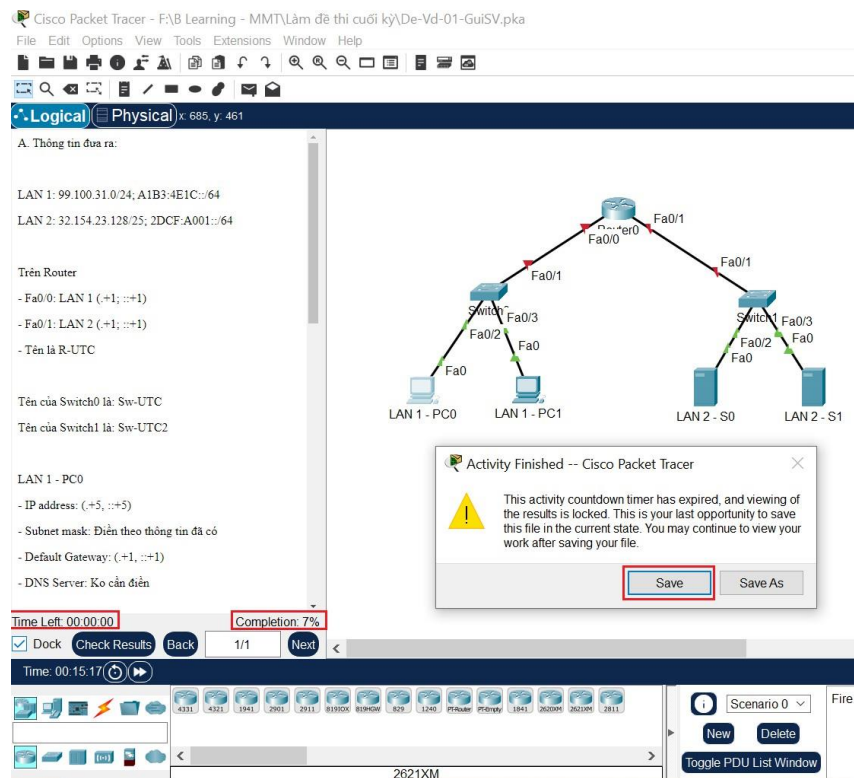 Cisco Packet Tracer - F:\B Learning - MMT\Làm đề thi cuối kỳ\De-Vd-01-GuiSV.pka
File Edit Options View Tools Extensions Window Help
Logical Physical x: 685, y: 461
A. Thông tin đưa ra:
LAN 1: 99.100.31.0/24; A1B3:4E1C::/64
LAN 2: 32.154.23.128/25; 2DCF:A001::/64
Trên Router
- Fa0/0: LAN 1 (.+1; ::+1)
- Fa0/1: LAN 2 (.+1; ::+1)
- Tên là R-UTC
Tên của Switch0 là: Sw-UTC
Tên của Switch1 là: Sw-UTC2
LAN 1 - PC0
- IP address: (.+5, ::+5)
- Subnet mask: Điền theo thông tin đã có
- Default Gateway: (.+1, ::+1)
- DNS Server: Ko cần điền
Fa0/1
Router0
Fa0/0
Fa0/1
Fa0/1
Fa0/3
Fa0/2
Fa0
Fa0
LAN 1 - PC0
LAN 1 - PC1
Switch1
Fa0/3
Fa0/2
Fa0
Fa0
LAN 2 - S0
LAN 2 - S1
Activity Finished -- Cisco Packet Tracer
This activity countdown timer has expired, and viewing of
the results is locked. This is your last opportunity to save
this file in the current state. You may continue to view your
work after saving your file.
Save Save As
Time Left: 00:00:00 Completion: 7%
Dock Check Results Back 1/1 Next
Time: 00:15:17
4331 4321 1941 2901 2911 819IOX 819HGW 829 1240 PT-Router PT-Empty 1841 2620XM 2621XM 2811
2621XM
Scenario 0
Fire
New Delete
Toggle PDU List Window